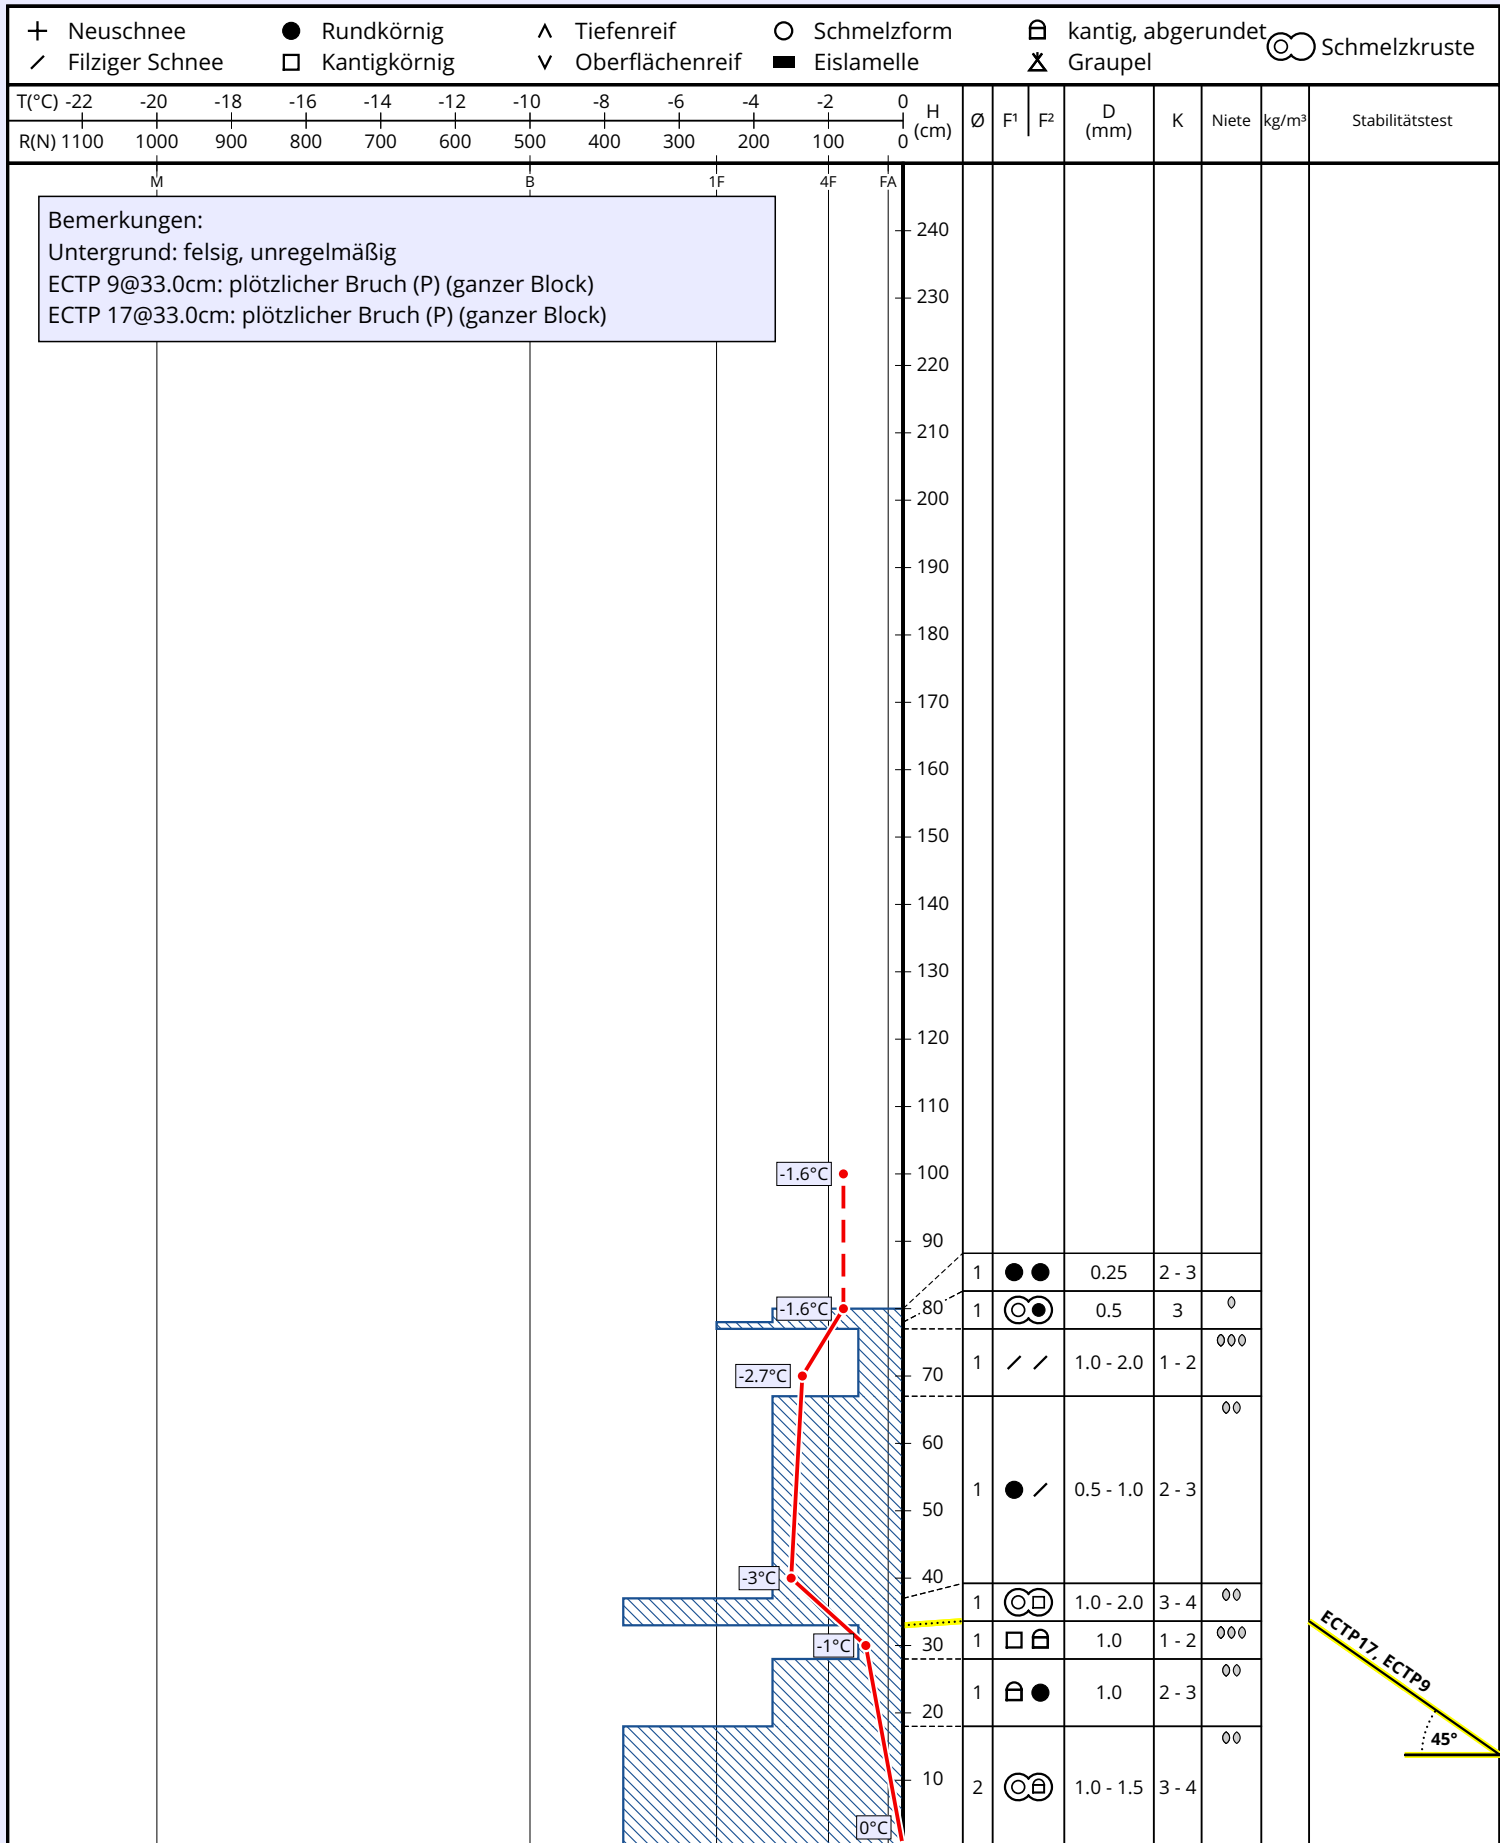 Neuschnee Rundkörnig Tiefenreif Schmelzform kantig, abgerundet Schmelzkruste
Filziger Schnee Kantigkörnig Oberflächenreif Eislamelle Graupel
T(°C) -22 -20 -18 -16 -14 -12 -10 -8 -6 -4 -2 0
R(N) 1100 1000 900 800 700 600 500 400 300 200 100 0
H (cm) Ø F¹ F² D (mm) K Niete kg/m³ Stabilitätstest
M B 1F 4F FA
Bemerkungen:
Untergrund: felsig, unregelmäßig
ECTP 9@33.0cm: plötzlicher Bruch (P) (ganzer Block)
ECTP 17@33.0cm: plötzlicher Bruch (P) (ganzer Block)
240
230
220
210
200
190
180
170
160
150
140
130
120
110
-1.6°C 100
90
1 0.25 2 - 3
-1.6°C 80 1 0.5 3
1 1.0 - 2.0 1 - 2
-2.7°C 70
60
1 0.5 - 1.0 2 - 3
50
-3°C 40
1 1.0 - 2.0 3 - 4
-1°C 30 1 1.0 1 - 2
ECTP17, ECTP9
1 1.0 2 - 3
20
45°
10 2 1.0 - 1.5 3 - 4
0°C